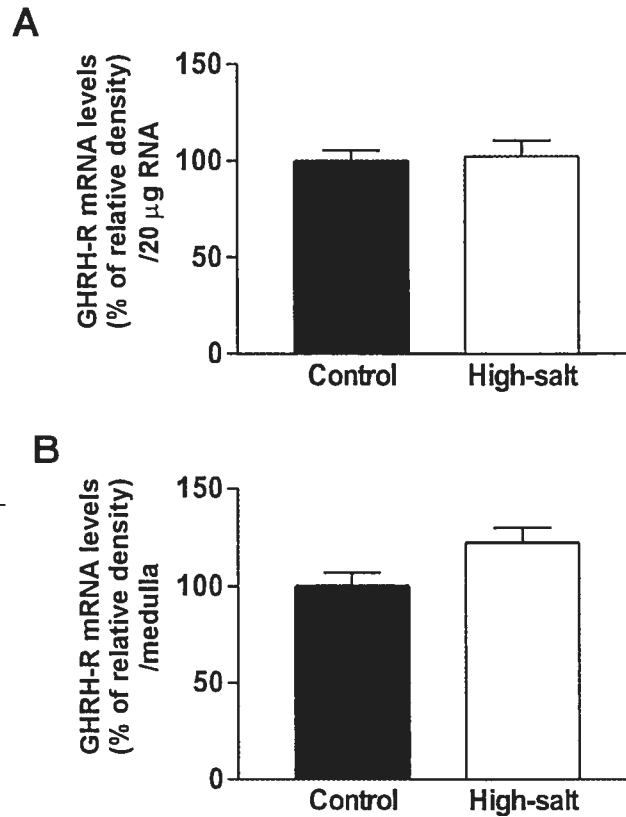 A
GHRH-R mRNA levels
(% of relative density)
/20 µg RNA
150
100
50
0
Control High-salt
B
GHRH-R mRNA levels
(% of relative density)
/medulla
150
100
50
0
Control High-salt